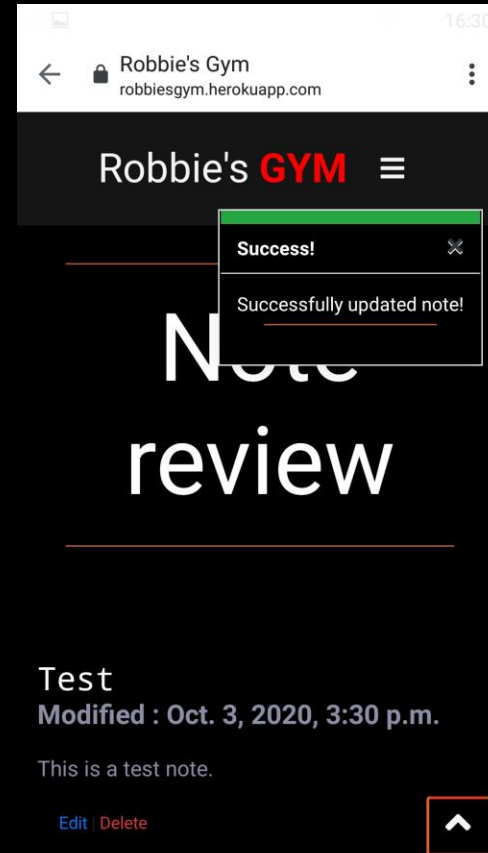 16:30
Robbie's Gym
robbiesgym.herokuapp.com
Robbie's GYM
Success!
Successfully updated note!
Note
review
Test
Modified : Oct. 3, 2020, 3:30 p.m.
This is a test note.
Edit | Delete